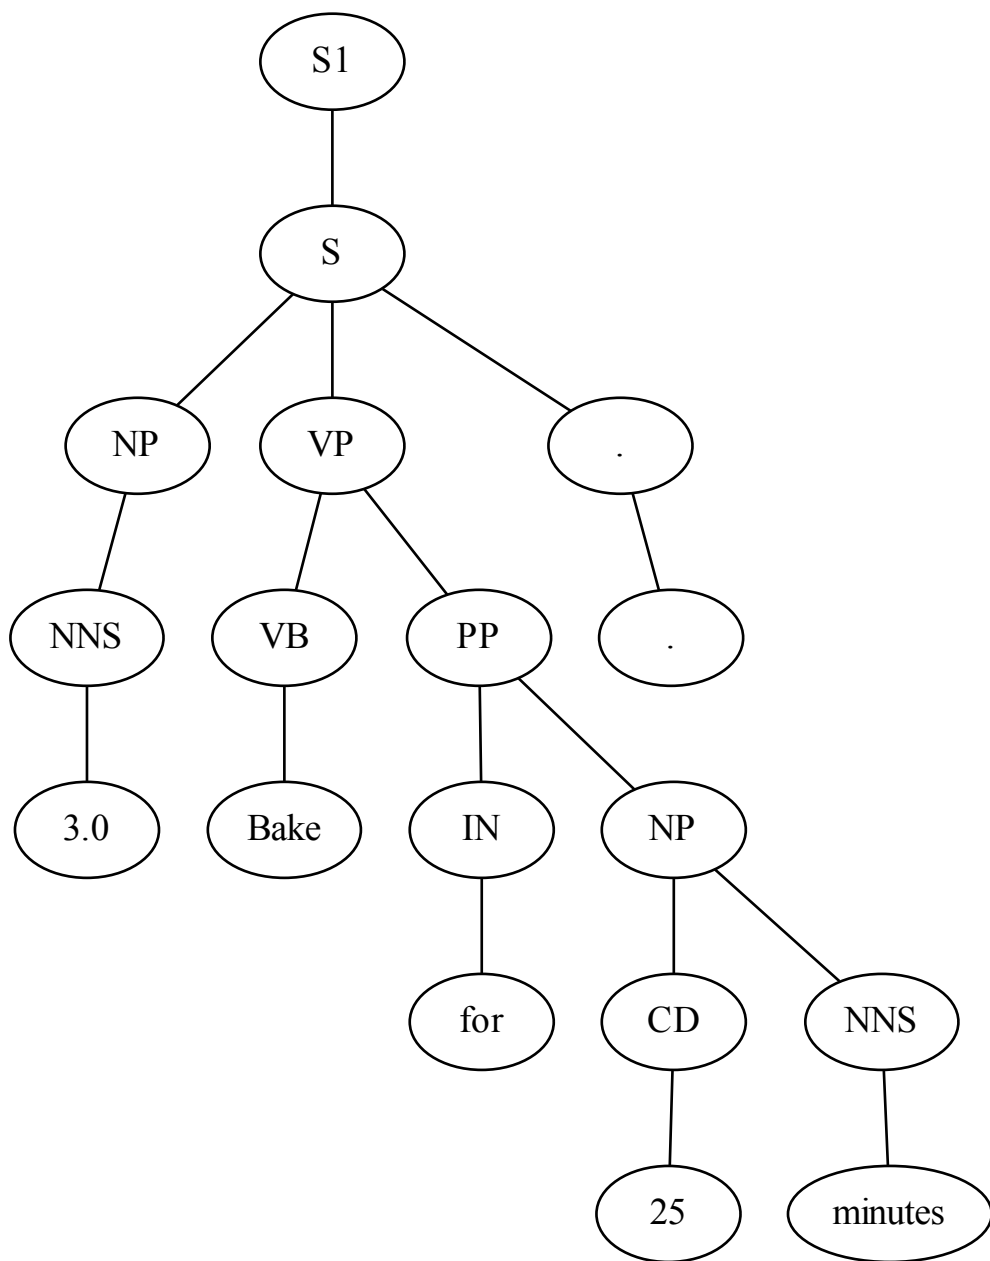 S1
S
NP VP .
NNS VB PP .
3.0 Bake IN NP
for CD NNS
25 minutes